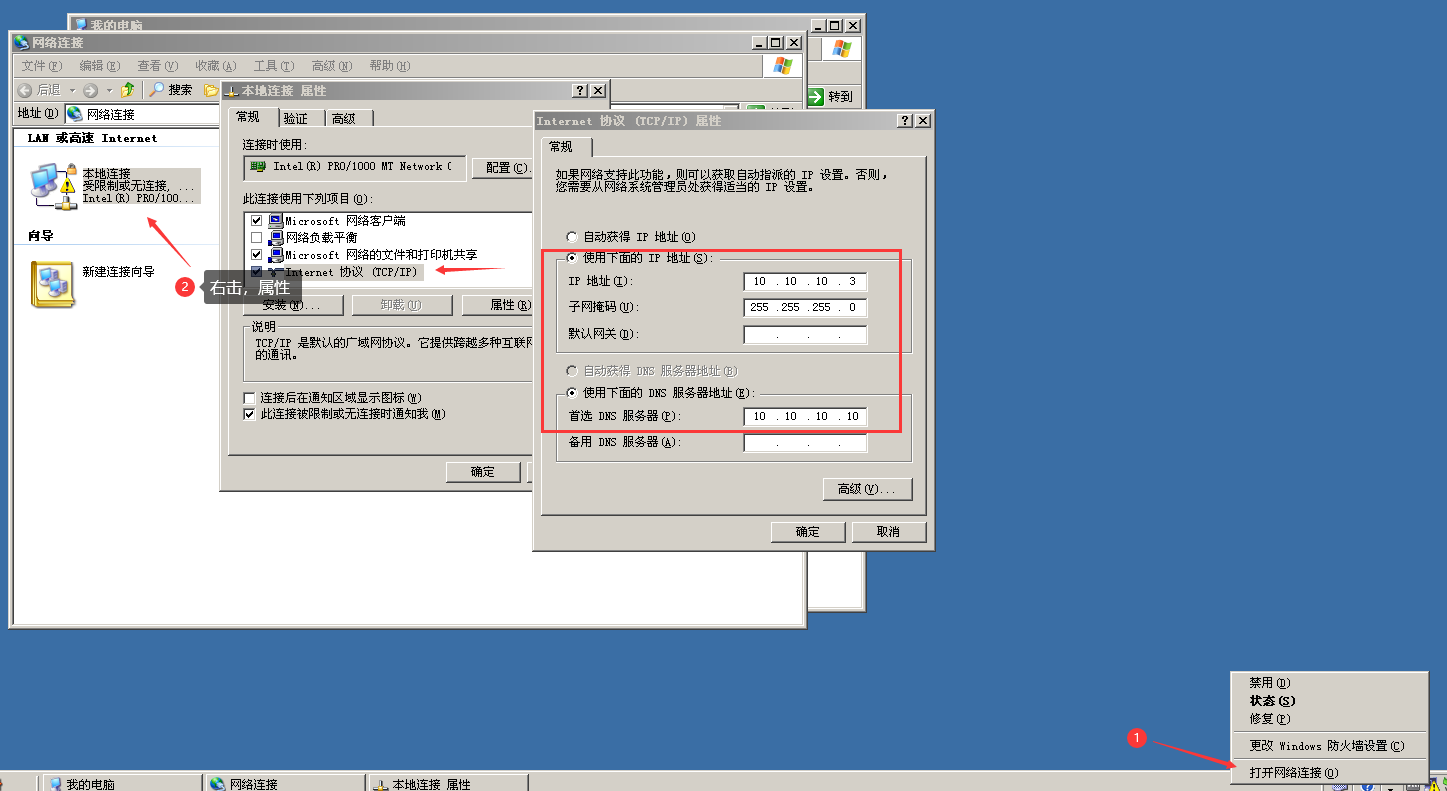 我的电脑
网络连接
文件(F) 编辑(E) 查看(V) 收藏(A) 工具(T) 高级(N) 帮助(H)
后退 搜索
地址(D) 网络连接
转到
LAN 或高速 Internet
本地连接
受限制或无连接, ...
Intel(R) PRO/100...
向导
新建连接向导
2 右击，属性
本地连接 属性
常规 验证 高级
连接时使用:
Intel(R) PRO/1000 MT Network C
配置(C).
此连接使用下列项目(O):
Microsoft 网络客户端
网络负载平衡
Microsoft 网络的文件和打印机共享
Internet 协议 (TCP/IP)
安装(N)... 卸载(U) 属性(R)
说明
TCP/IP 是默认的广域网协议。它提供跨越多种互联网
的通讯。
连接后在通知区域显示图标(W)
此连接被限制或无连接时通知我(M)
确定
Internet 协议 (TCP/IP) 属性
常规
如果网络支持此功能，则可以获取自动指派的 IP 设置。否则，
您需要从网络系统管理员处获得适当的 IP 设置。
自动获得 IP 地址(O)
使用下面的 IP 地址(S):
IP 地址(I): 10 .10 .10 . 3
子网掩码(U): 255 .255 .255 . 0
默认网关(D): . . .
自动获得 DNS 服务器地址(B)
使用下面的 DNS 服务器地址(E):
首选 DNS 服务器(P): 10 .10 .10 .10
备用 DNS 服务器(A): . . .
高级(V)...
确定 取消
禁用(D)
状态(S)
修复(P)
更改 Windows 防火墙设置(C)
1
打开网络连接(O)
我的电脑 网络连接 本地连接 属性